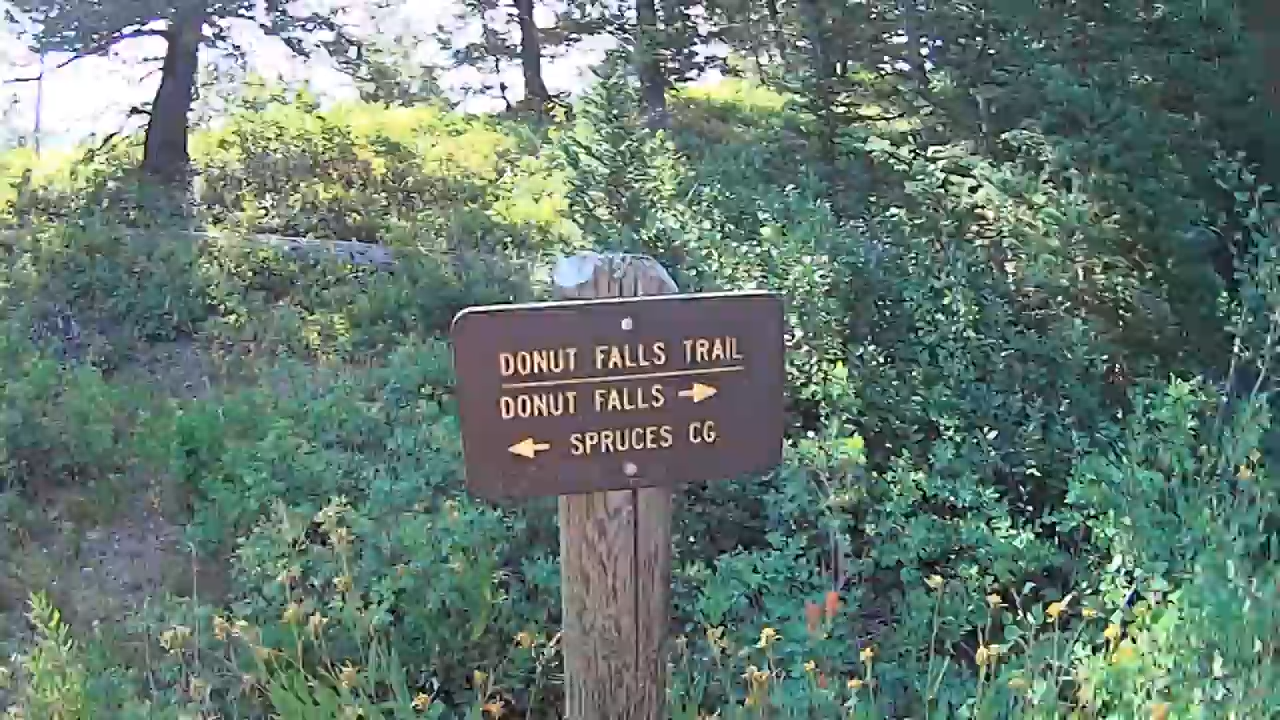 DONUT FALLS TRAIL
DONUT FALLS →
← SPRUCES CG